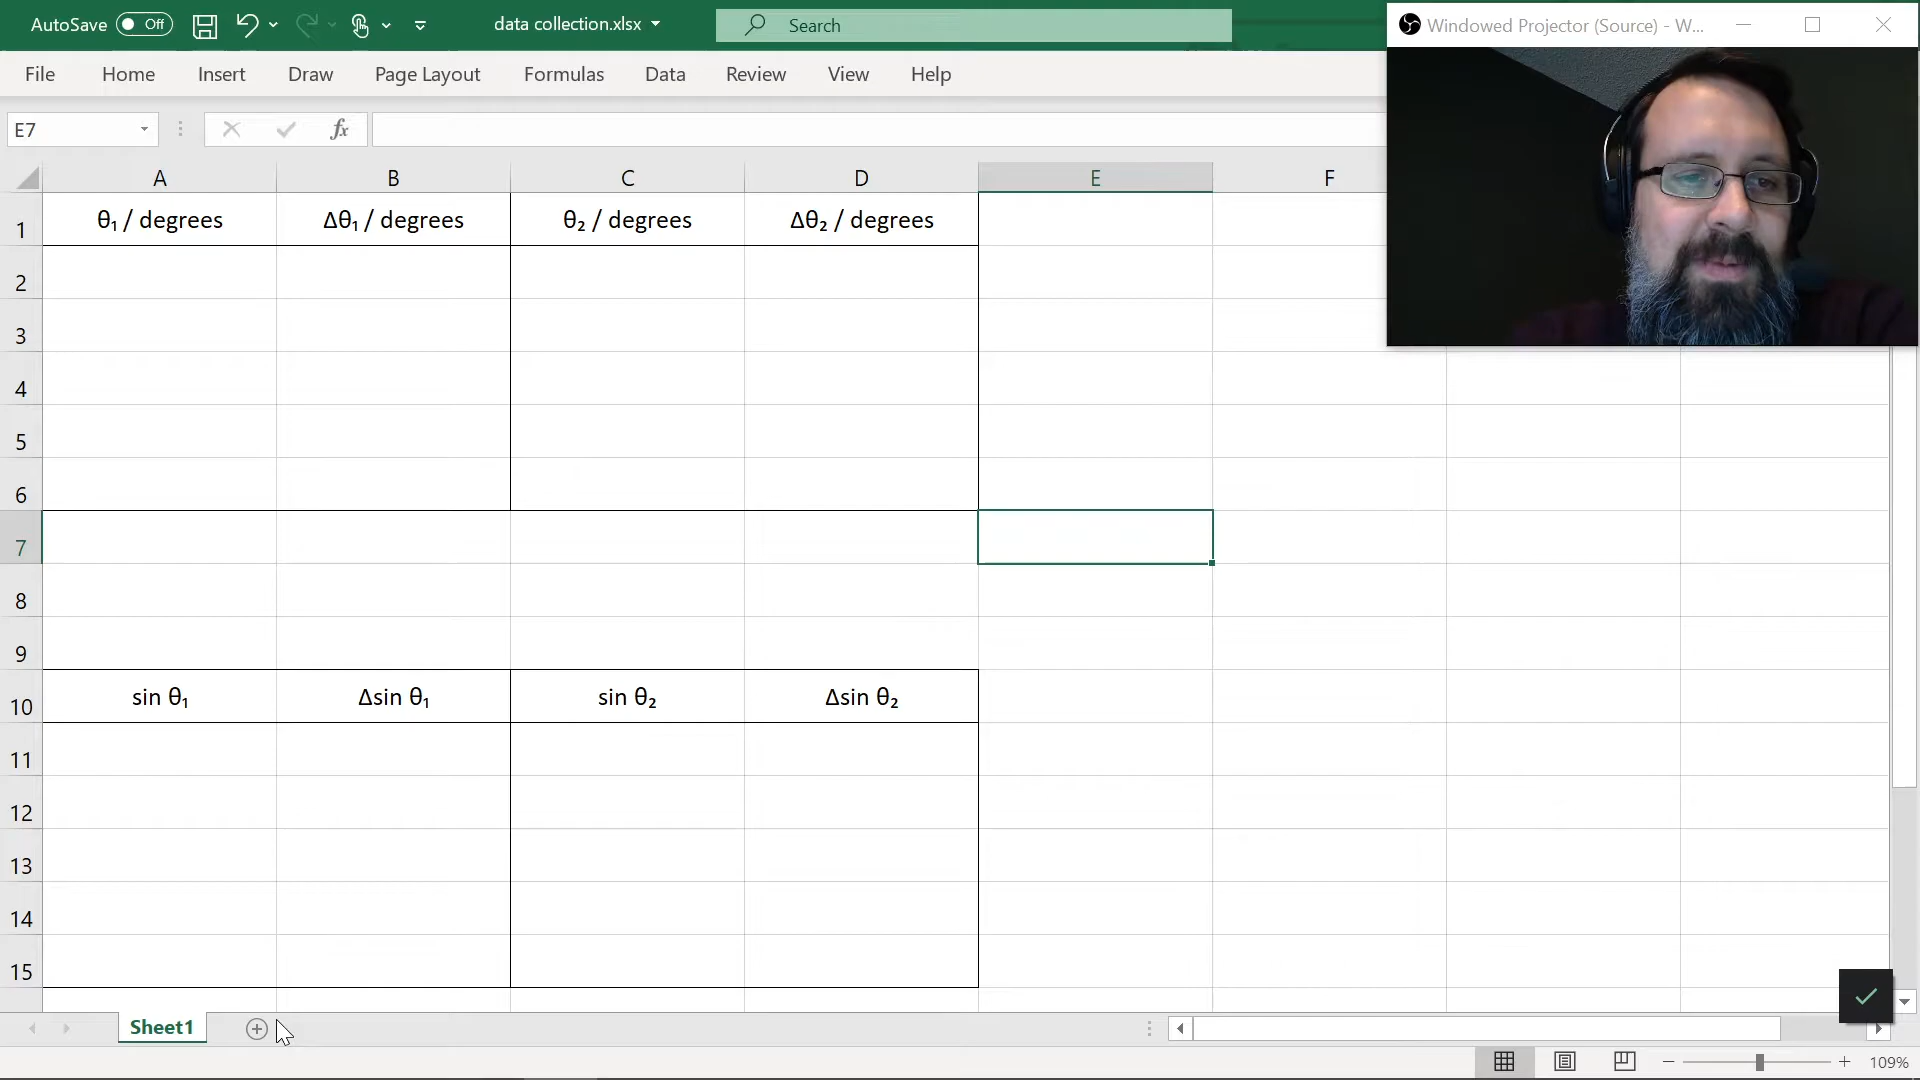 AutoSave Off data collection.xlsx Search Windowed Projector (Source) - W...
File Home Insert Draw Page Layout Formulas Data Review View Help
E7 fx
A B C D E F
1 θ₁ / degrees Δθ₁ / degrees θ₂ / degrees Δθ₂ / degrees
2
3
4
5
6
7
8
9
10 sin θ₁ Δsin θ₁ sin θ₂ Δsin θ₂
11
12
13
14
15
Sheet1
109%